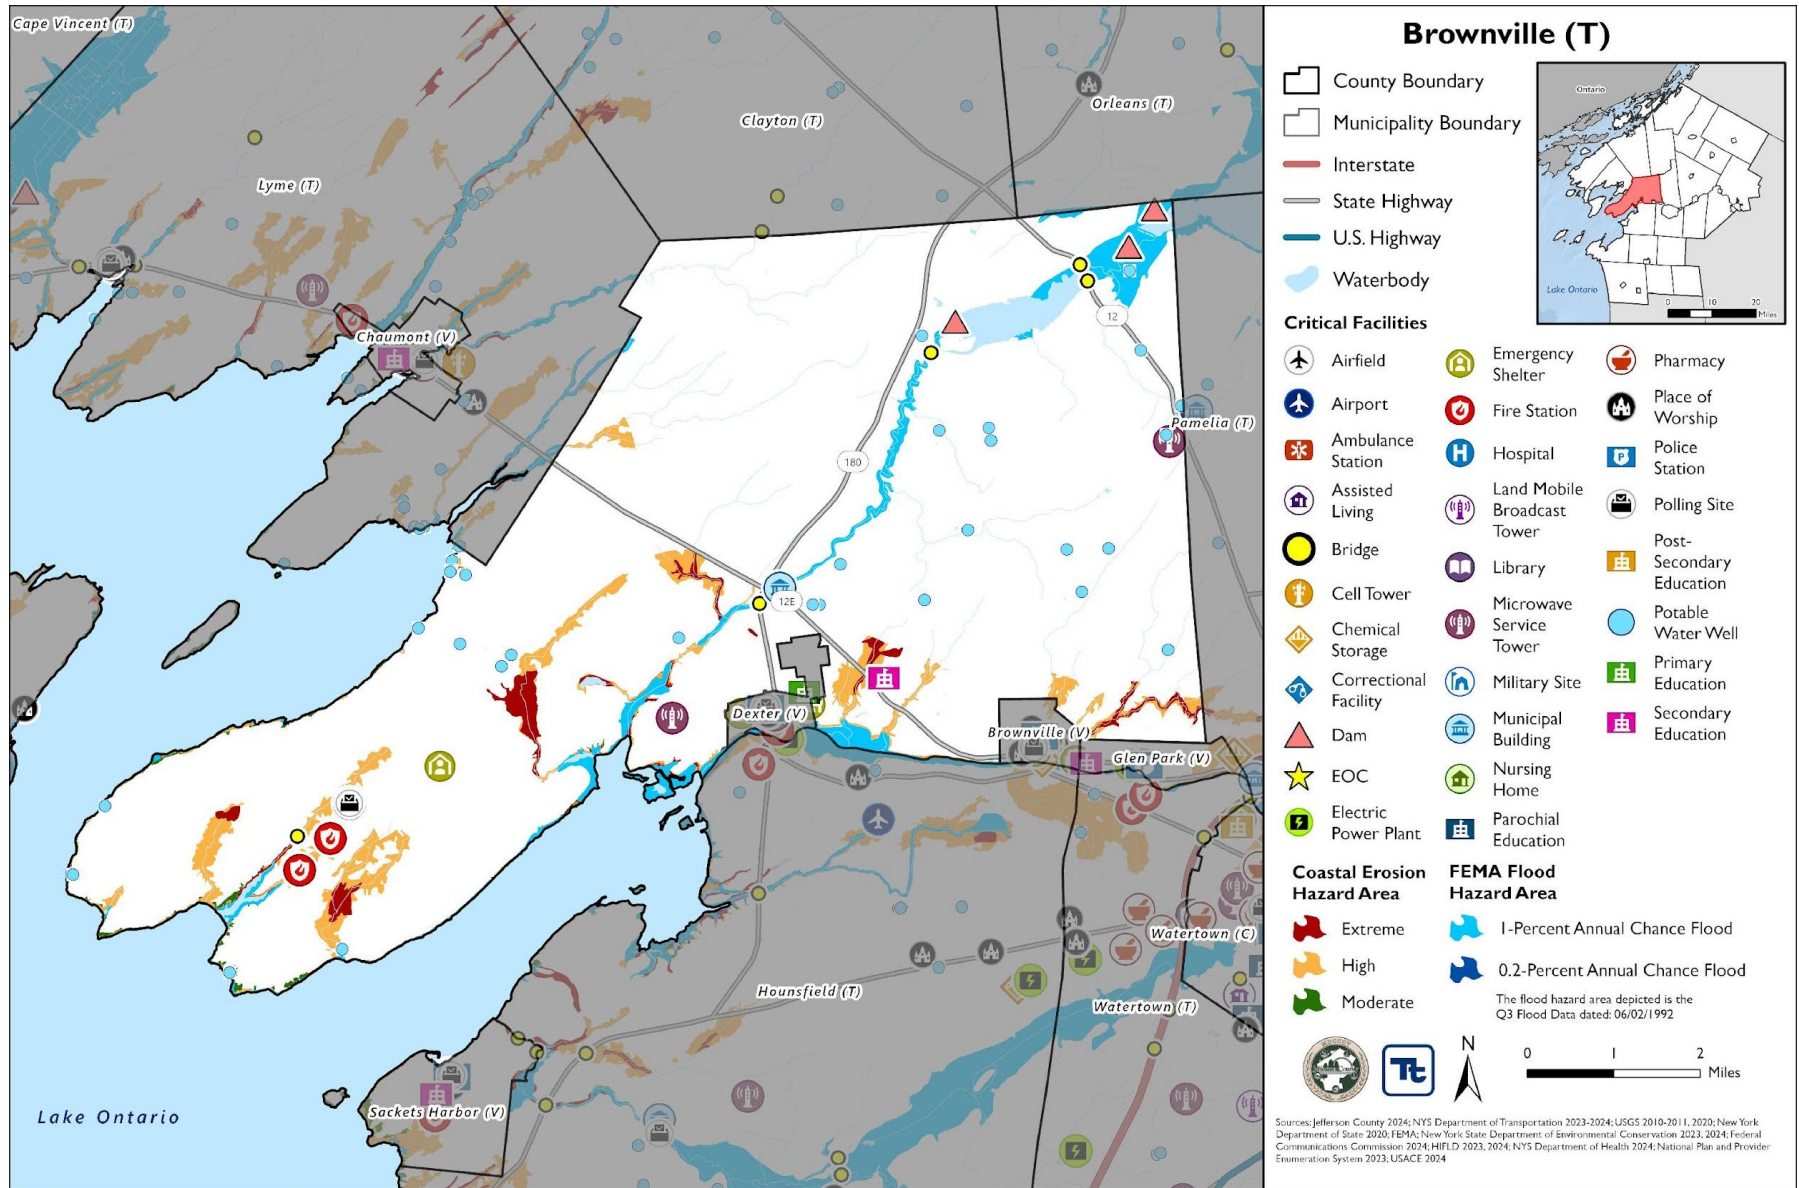 Brownville (T)
County Boundary
Municipality Boundary
Interstate
State Highway
U.S. Highway
Waterbody
Ontario
Lake Ontario
0 10 20
Miles
Critical Facilities
Airfield
Airport
Ambulance
Station
Assisted
Living
Bridge
Cell Tower
Chemical
Storage
Correctional
Facility
Dam
EOC
Electric
Power Plant
Emergency
Shelter
Fire Station
Hospital
Land Mobile
Broadcast
Tower
Library
Microwave
Service
Tower
Military Site
Municipal
Building
Nursing
Home
Parochial
Education
Pharmacy
Place of
Worship
Police
Station
Polling Site
Post-
Secondary
Education
Potable
Water Well
Primary
Education
Secondary
Education
Coastal Erosion
Hazard Area
Extreme
High
Moderate
FEMA Flood
Hazard Area
1-Percent Annual Chance Flood
0.2-Percent Annual Chance Flood
The flood hazard area depicted is the
Q3 Flood Data dated: 06/02/1992
Tt
N
0 1 2
Miles
Sources: Jefferson County 2024; NYS Department of Transportation 2023-2024; USGS 2010-2011, 2020; New York
Department of State 2020; FEMA; New York State Department of Environmental Conservation 2023, 2024; Federal
Communications Commission 2024; HIFLD 2023, 2024; NYS Department of Health 2024; National Plan and Provider
Enumeration System 2023; USACE 2024
Cape Vincent (T)
Clayton (T)
Orleans (T)
Lyme (T)
Chaumont (V)
12
Pamelia (T)
180
12E
Dexter (V)
Brownville (V)
Glen Park (V)
Watertown (C)
Hounsfield (T)
Watertown (T)
Sackets Harbor (V)
Lake Ontario